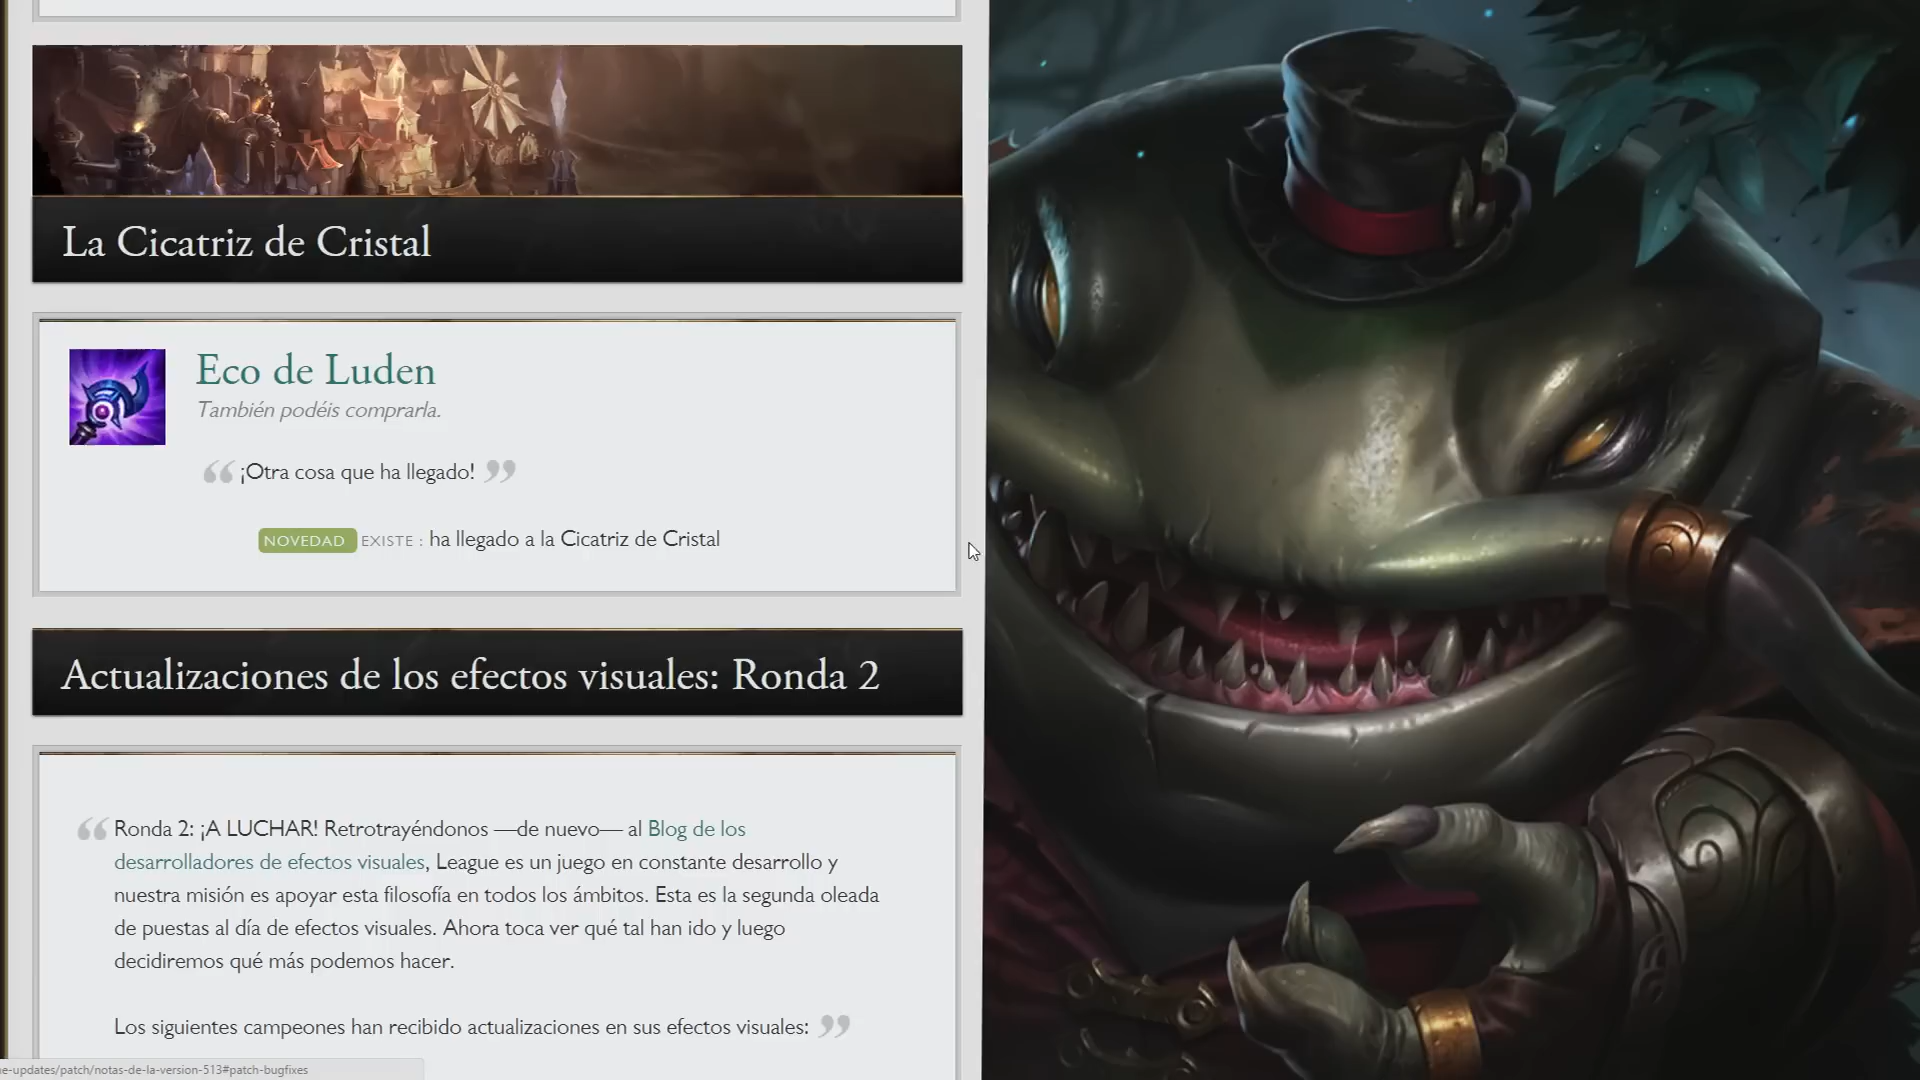 La Cicatriz de Cristal
Eco de Luden
También podéis comprarla.
“ ¡Otra cosa que ha llegado! ”
NOVEDAD EXISTE : ha llegado a la Cicatriz de Cristal
Actualizaciones de los efectos visuales: Ronda 2
“ Ronda 2: ¡A LUCHAR! Retrotrayéndonos —de nuevo— al Blog de los
desarrolladores de efectos visuales, League es un juego en constante desarrollo y
nuestra misión es apoyar esta filosofía en todos los ámbitos. Esta es la segunda oleada
de puestas al día de efectos visuales. Ahora toca ver qué tal han ido y luego
decidiremos qué más podemos hacer.
Los siguientes campeones han recibido actualizaciones en sus efectos visuales: ”
ne-updates/patch/notas-de-la-version-513#patch-bugfixes